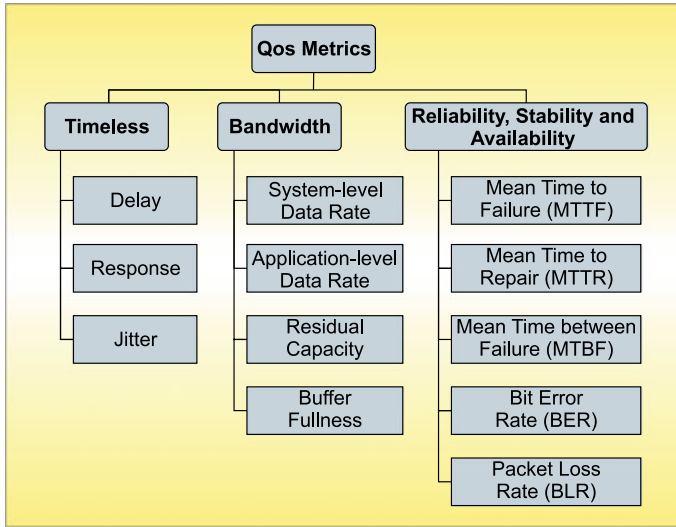 Qos Metrics
Timeless
Delay
Response
Jitter
Bandwidth
System-level
Data Rate
Application-level
Data Rate
Residual
Capacity
Buffer
Fullness
Reliability, Stability and
Availability
Mean Time to
Failure (MTTF)
Mean Time to
Repair (MTTR)
Mean Time between
Failure (MTBF)
Bit Error
Rate (BER)
Packet Loss
Rate (BLR)